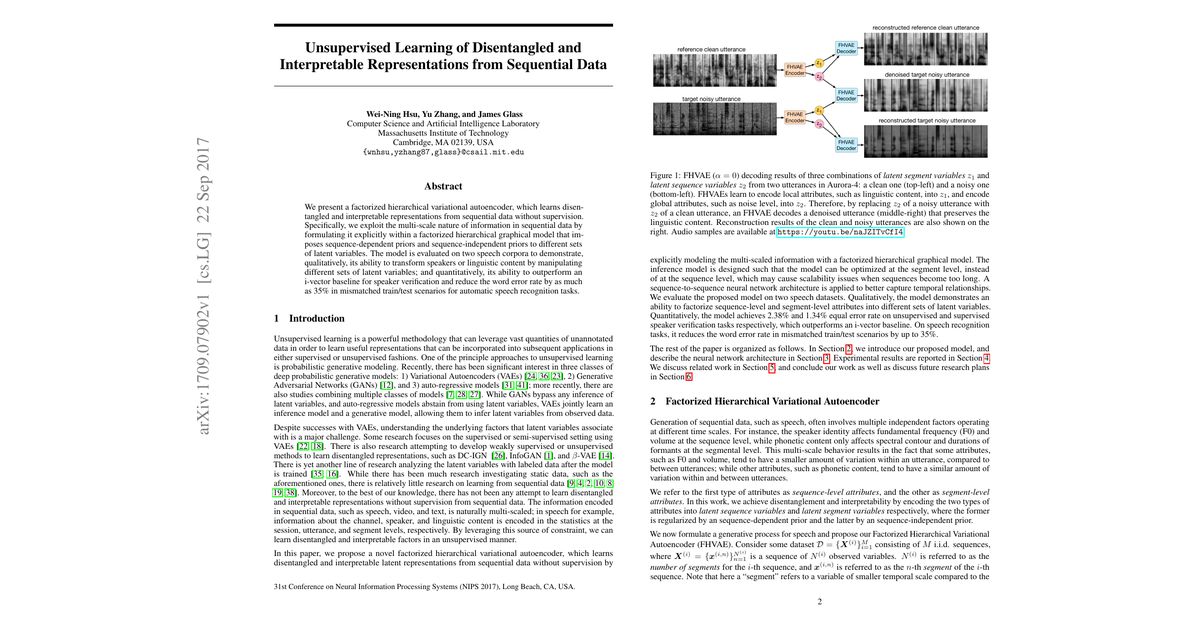 arXiv:1709.07902v1 [cs.LG] 22 Sep 2017
Unsupervised Learning of Disentangled and
Interpretable Representations from Sequential Data
Wei-Ning Hsu, Yu Zhang, and James Glass
Computer Science and Artificial Intelligence Laboratory
Massachusetts Institute of Technology
Cambridge, MA 02139, USA
{wnhsu,yzhang87,glass}@csail.mit.edu
Abstract
We present a factorized hierarchical variational autoencoder, which learns disen-
tangled and interpretable representations from sequential data without supervision.
Specifically, we exploit the multi-scale nature of information in sequential data by
formulating it explicitly within a factorized hierarchical graphical model that im-
poses sequence-dependent priors and sequence-independent priors to different sets
of latent variables. The model is evaluated on two speech corpora to demonstrate,
qualitatively, its ability to transform speakers or linguistic content by manipulating
different sets of latent variables; and quantitatively, its ability to outperform an
i-vector baseline for speaker verification and reduce the word error rate by as much
as 35% in mismatched train/test scenarios for automatic speech recognition tasks.
1 Introduction
Unsupervised learning is a powerful methodology that can leverage vast quantities of unannotated
data in order to learn useful representations that can be incorporated into subsequent applications in
either supervised or unsupervised fashions. One of the principle approaches to unsupervised learning
is probabilistic generative modeling. Recently, there has been significant interest in three classes of
deep probabilistic generative models: 1) Variational Autoencoders (VAEs) [24, 36, 23], 2) Generative
Adversarial Networks (GANs) [12], and 3) auto-regressive models [31, 41]; more recently, there are
also studies combining multiple classes of models [7, 28, 27]. While GANs bypass any inference of
latent variables, and auto-regressive models abstain from using latent variables, VAEs jointly learn an
inference model and a generative model, allowing them to infer latent variables from observed data.
Despite successes with VAEs, understanding the underlying factors that latent variables associate
with is a major challenge. Some research focuses on the supervised or semi-supervised setting using
VAEs [22, 18]. There is also research attempting to develop weakly supervised or unsupervised
methods to learn disentangled representations, such as DC-IGN [26], InfoGAN [1], and β-VAE [14].
There is yet another line of research analyzing the latent variables with labeled data after the model
is trained [35, 16]. While there has been much research investigating static data, such as the
aforementioned ones, there is relatively little research on learning from sequential data [9, 4, 2, 10, 8,
19, 38]. Moreover, to the best of our knowledge, there has not been any attempt to learn disentangled
and interpretable representations without supervision from sequential data. The information encoded
in sequential data, such as speech, video, and text, is naturally multi-scaled; in speech for example,
information about the channel, speaker, and linguistic content is encoded in the statistics at the
session, utterance, and segment levels, respectively. By leveraging this source of constraint, we can
learn disentangled and interpretable factors in an unsupervised manner.
In this paper, we propose a novel factorized hierarchical variational autoencoder, which learns
disentangled and interpretable latent representations from sequential data without supervision by
31st Conference on Neural Information Processing Systems (NIPS 2017), Long Beach, CA, USA.
reference clean utterance
target noisy utterance
FHVAE Encoder
FHVAE Encoder
z1
z2
z1
z2
FHVAE Decoder
FHVAE Decoder
FHVAE Decoder
reconstructed reference clean utterance
denoised target noisy utterance
reconstructed target noisy utterance
Figure 1: FHVAE (α = 0) decoding results of three combinations of latent segment variables z1 and
latent sequence variables z2 from two utterances in Aurora-4: a clean one (top-left) and a noisy one
(bottom-left). FHVAEs learn to encode local attributes, such as linguistic content, into z1, and encode
global attributes, such as noise level, into z2. Therefore, by replacing z2 of a noisy utterance with
z2 of a clean utterance, an FHVAE decodes a denoised utterance (middle-right) that preserves the
linguistic content. Reconstruction results of the clean and noisy utterances are also shown on the
right. Audio samples are available at https://youtu.be/naJZITvCfI4.
explicitly modeling the multi-scaled information with a factorized hierarchical graphical model. The
inference model is designed such that the model can be optimized at the segment level, instead
of at the sequence level, which may cause scalability issues when sequences become too long. A
sequence-to-sequence neural network architecture is applied to better capture temporal relationships.
We evaluate the proposed model on two speech datasets. Qualitatively, the model demonstrates an
ability to factorize sequence-level and segment-level attributes into different sets of latent variables.
Quantitatively, the model achieves 2.38% and 1.34% equal error rate on unsupervised and supervised
speaker verification tasks respectively, which outperforms an i-vector baseline. On speech recognition
tasks, it reduces the word error rate in mismatched train/test scenarios by up to 35%.
The rest of the paper is organized as follows. In Section 2, we introduce our proposed model, and
describe the neural network architecture in Section 3. Experimental results are reported in Section 4.
We discuss related work in Section 5, and conclude our work as well as discuss future research plans
in Section 6.
2 Factorized Hierarchical Variational Autoencoder
Generation of sequential data, such as speech, often involves multiple independent factors operating
at different time scales. For instance, the speaker identity affects fundamental frequency (F0) and
volume at the sequence level, while phonetic content only affects spectral contour and durations of
formants at the segmental level. This multi-scale behavior results in the fact that some attributes,
such as F0 and volume, tend to have a smaller amount of variation within an utterance, compared to
between utterances; while other attributes, such as phonetic content, tend to have a similar amount of
variation within and between utterances.
We refer to the first type of attributes as sequence-level attributes, and the other as segment-level
attributes. In this work, we achieve disentanglement and interpretability by encoding the two types of
attributes into latent sequence variables and latent segment variables respectively, where the former
is regularized by an sequence-dependent prior and the latter by an sequence-independent prior.
We now formulate a generative process for speech and propose our Factorized Hierarchical Variational
Autoencoder (FHVAE). Consider some dataset D = {X^(i)}_{i=1}^M consisting of M i.i.d. sequences,
where X^(i) = {x^(i,n)}_{n=1}^{N^(i)} is a sequence of N^(i) observed variables. N^(i) is referred to as the
number of segments for the i-th sequence, and x^(i,n) is referred to as the n-th segment of the i-th
sequence. Note that here a “segment” refers to a variable of smaller temporal scale compared to the
2